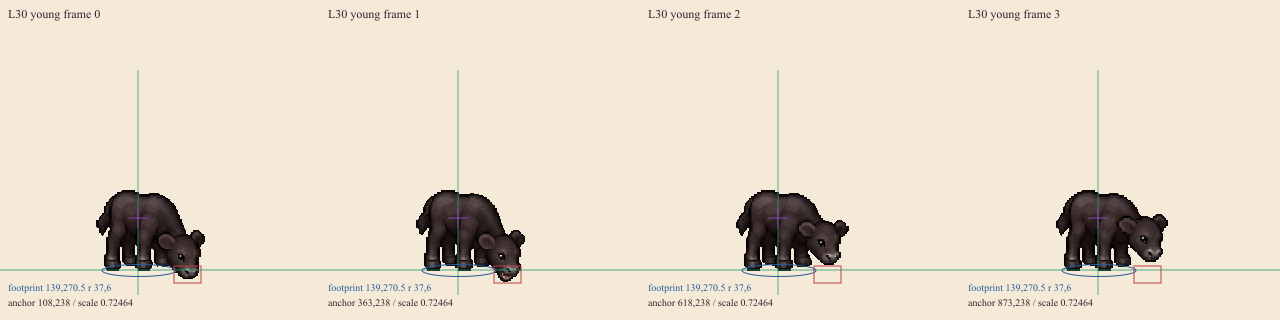 L30 young frame 0
L30 young frame 1
L30 young frame 2
L30 young frame 3
footprint 139,270.5 r 37,6
anchor 108,238 / scale 0.72464
footprint 139,270.5 r 37,6
anchor 363,238 / scale 0.72464
footprint 139,270.5 r 37,6
anchor 618,238 / scale 0.72464
footprint 139,270.5 r 37,6
anchor 873,238 / scale 0.72464